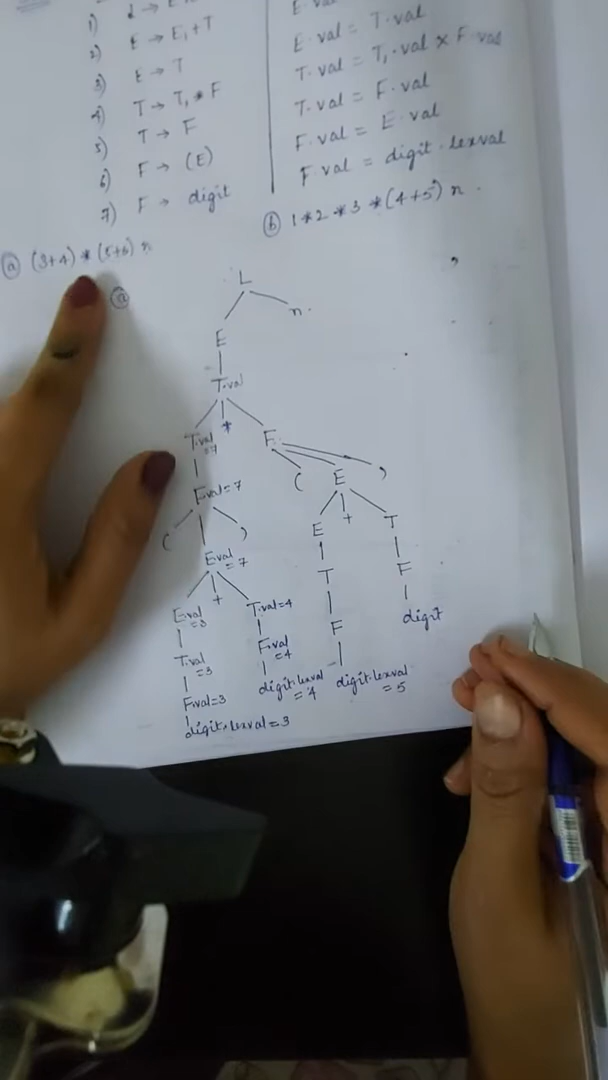 1)
2) E → E₁ + T
3) E → T
4) T → T₁ * F
5) T → F
6) F → (E)
7) F → digit
E.val = T.val
T.val = T₁.val × F.val
T.val = F.val
F.val = E.val
F.val = digit.lexval
ⓐ (3+4) * (5+6) n
ⓑ 1*2*3*(4+5) n.
ⓐ
L
E n.
T.val
T.val =7 * F
F.val=7 ( E )
( E.val =7 ) E + T
E.val =3 + T.val=4 T F
T.val =3 F.val =4 F digit
F.val=3 digit.lexval =4 digit.lexval =5
digit.lexval=3